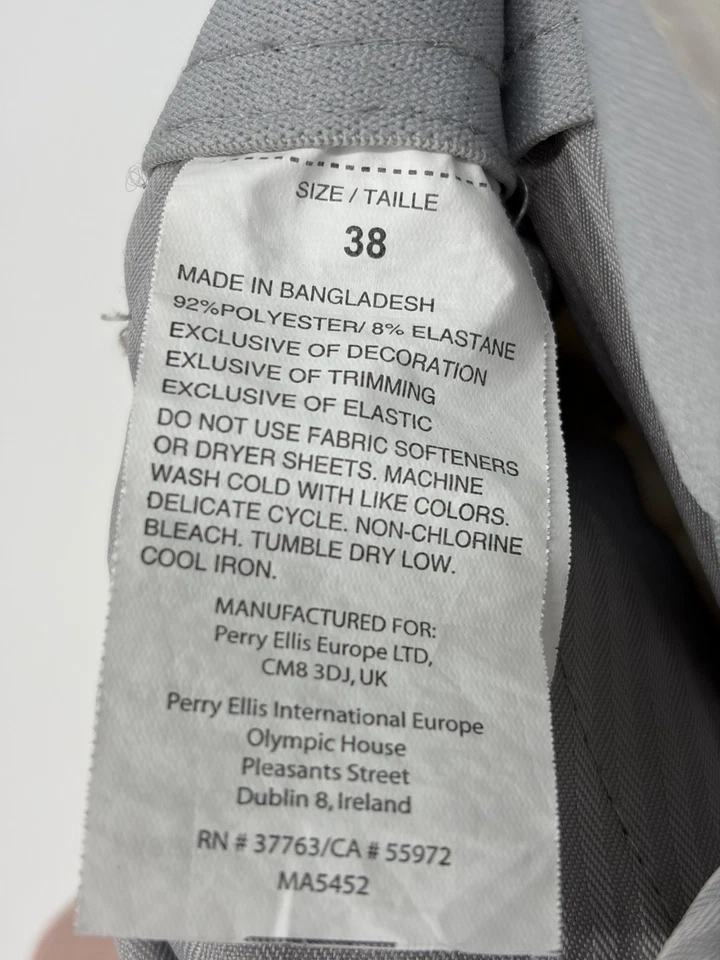 SIZE / TAILLE
38
MADE IN BANGLADESH
92%POLYESTER/ 8% ELASTANE
EXCLUSIVE OF DECORATION
EXLUSIVE OF TRIMMING
EXCLUSIVE OF ELASTIC
DO NOT USE FABRIC SOFTENERS
OR DRYER SHEETS. MACHINE
WASH COLD WITH LIKE COLORS.
DELICATE CYCLE. NON-CHLORINE
BLEACH. TUMBLE DRY LOW.
COOL IRON.
MANUFACTURED FOR:
Perry Ellis Europe LTD,
CM8 3DJ, UK
Perry Ellis International Europe
Olympic House
Pleasants Street
Dublin 8, Ireland
RN # 37763/CA # 55972
MA5452